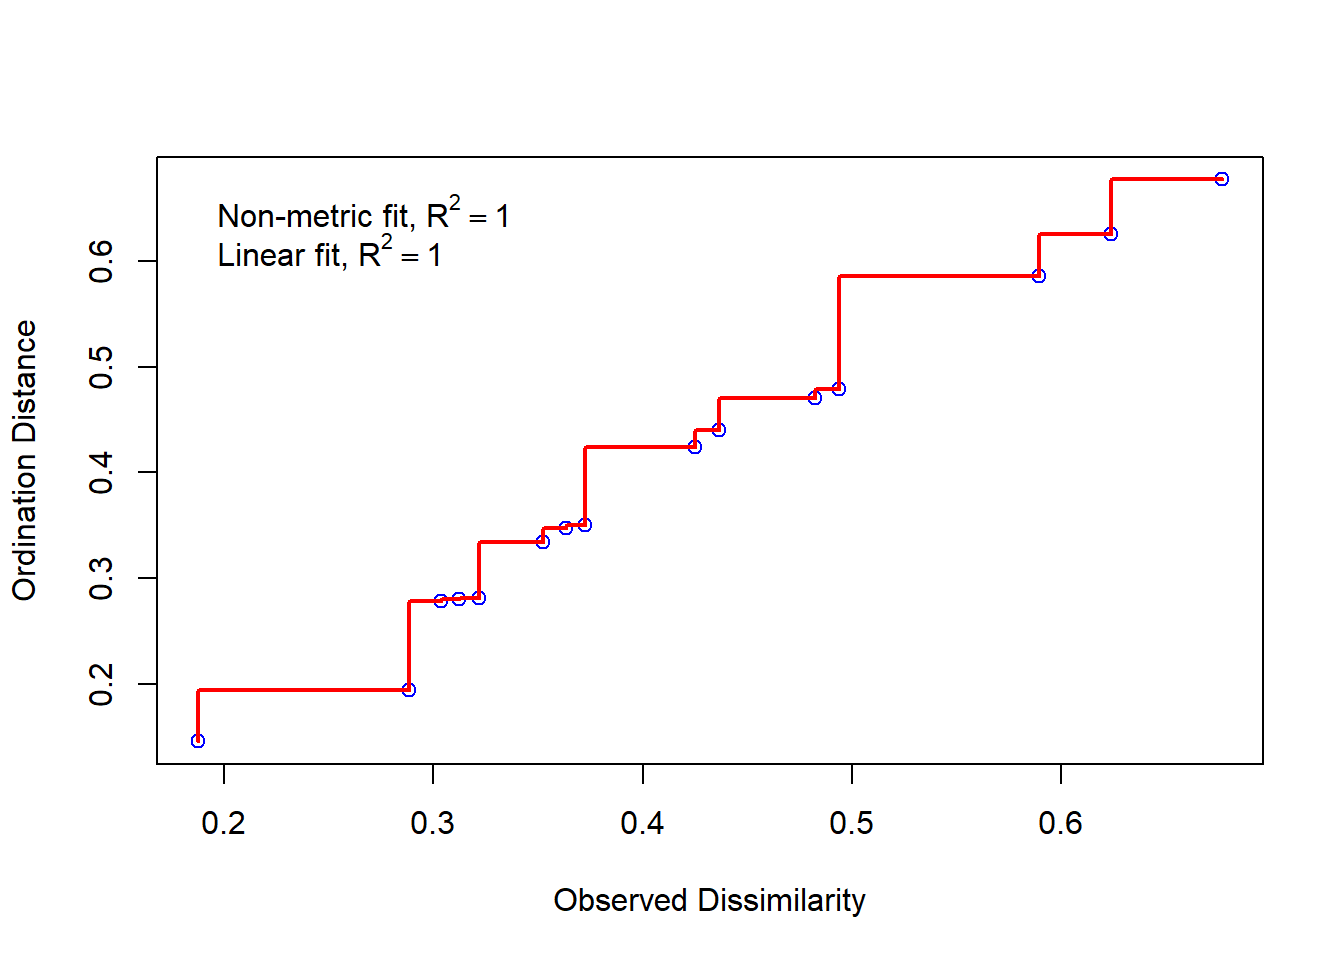 Non-metric fit, R² = 1
Linear fit, R² = 1
Ordination Distance
0.6
0.5
0.4
0.3
0.2
0.2 0.3 0.4 0.5 0.6
Observed Dissimilarity